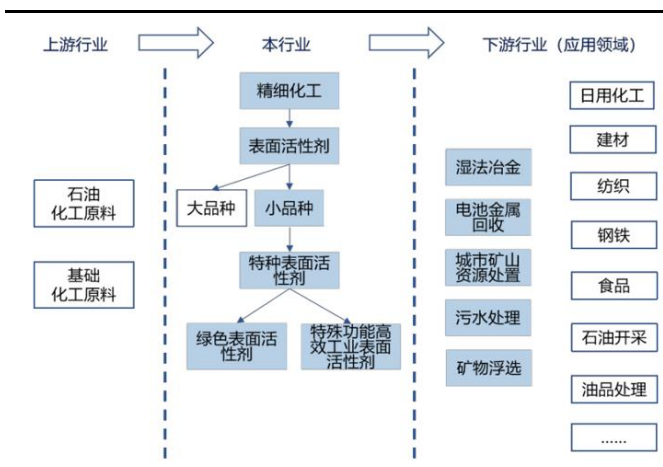 上游行业
本行业
下游行业（应用领域）
石油
化工原料
基础
化工原料
精细化工
表面活性剂
大品种
小品种
特种表面活
性剂
绿色表面活
性剂
特殊功能高
效工业表面
活性剂
湿法冶金
电池金属
回收
城市矿山
资源处置
污水处理
矿物浮选
日用化工
建材
纺织
钢铁
食品
石油开采
油品处理
......